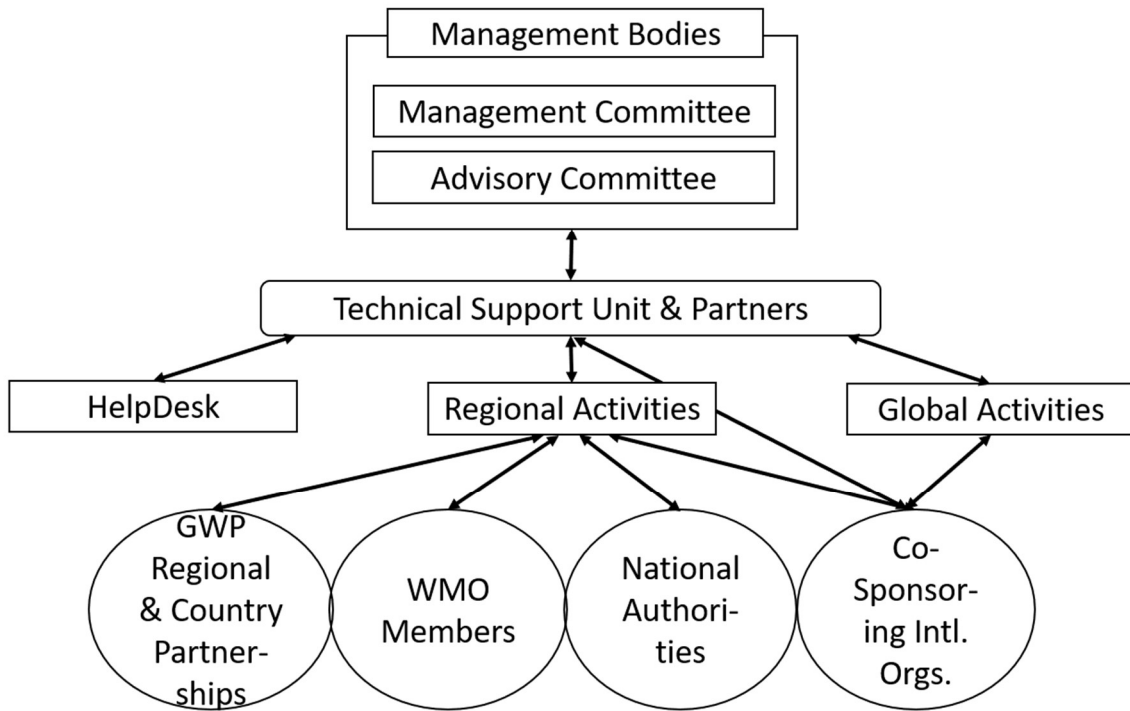 Management Bodies
Management Committee
Advisory Committee
Technical Support Unit & Partners
HelpDesk
Regional Activities
Global Activities
GWP
Regional
& Country
Partner-
ships
WMO
Members
National
Authori-
ties
Co-
Sponsor-
ing Intl.
Orgs.